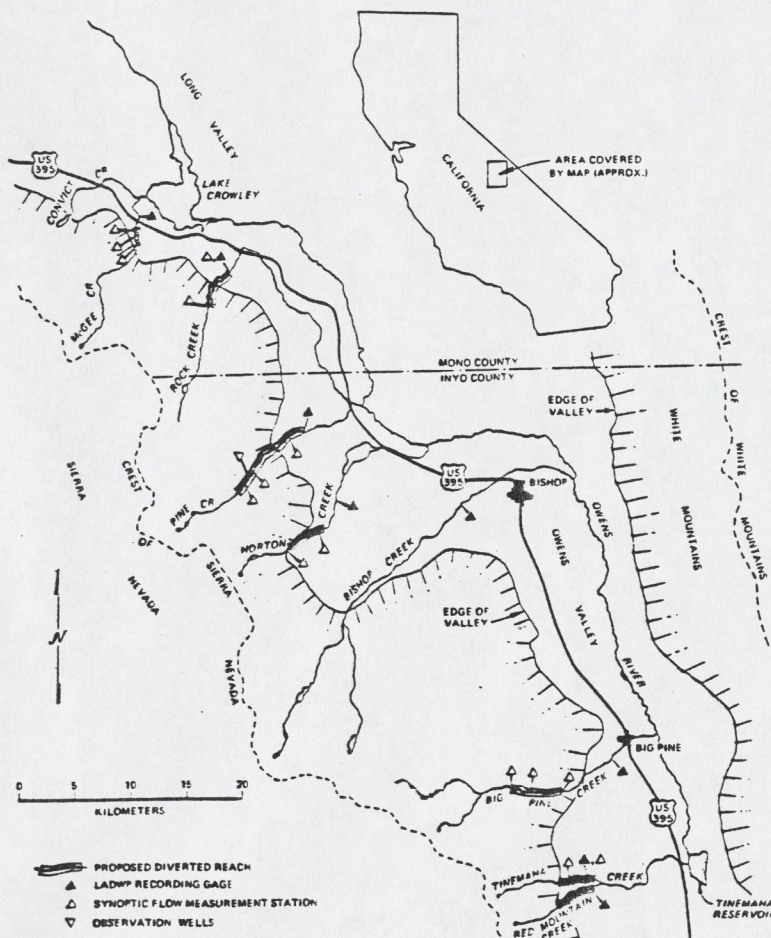 LONG
VALLEY
US
395
CONVICT
CR
LAKE
CROWLEY
CALIFORNIA
AREA COVERED
BY MAP (APPROX.)
McGEE CR
ROCK CREEK
MONO COUNTY
INYO COUNTY
CREST
OF
WHITE
MOUNTAINS
EDGE OF
VALLEY
WHITE
MOUNTAINS
SIERRA
NEVADA
CREST
OF
SIERRA
NEVADA
PINE CR
NORTON
CREEK
BISHOP CREEK
US
395
BISHOP
OWENS
VALLEY
OWENS
RIVER
EDGE OF
VALLEY
N
BIG PINE
BIG PINE CREEK
US
395
0 5 10 15 20
KILOMETERS
TINEMAHA CREEK
RED MOUNTAIN
CREEK
TINEMAHA
RESERVOIR
PROPOSED DIVERTED REACH
LADWP RECORDING GAGE
SYNOPTIC FLOW MEASUREMENT STATION
OBSERVATION WELLS